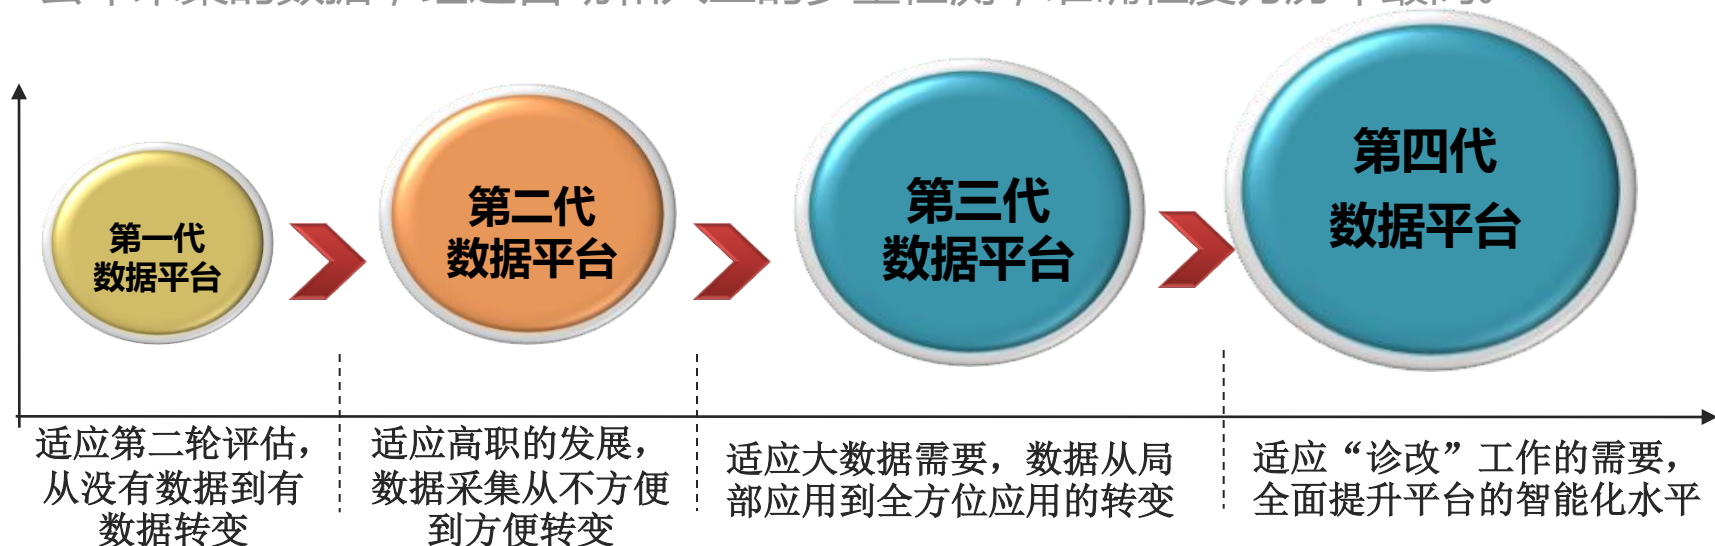 第一代
数据平台
第二代
数据平台
第三代
数据平台
第四代
数据平台
适应第二轮评估，
从没有数据到有
数据转变
适应高职的发展，
数据采集从不方便
到方便转变
适应大数据需要，数据从局
部应用到全方位应用的转变
适应“诊改”工作的需要，
全面提升平台的智能化水平